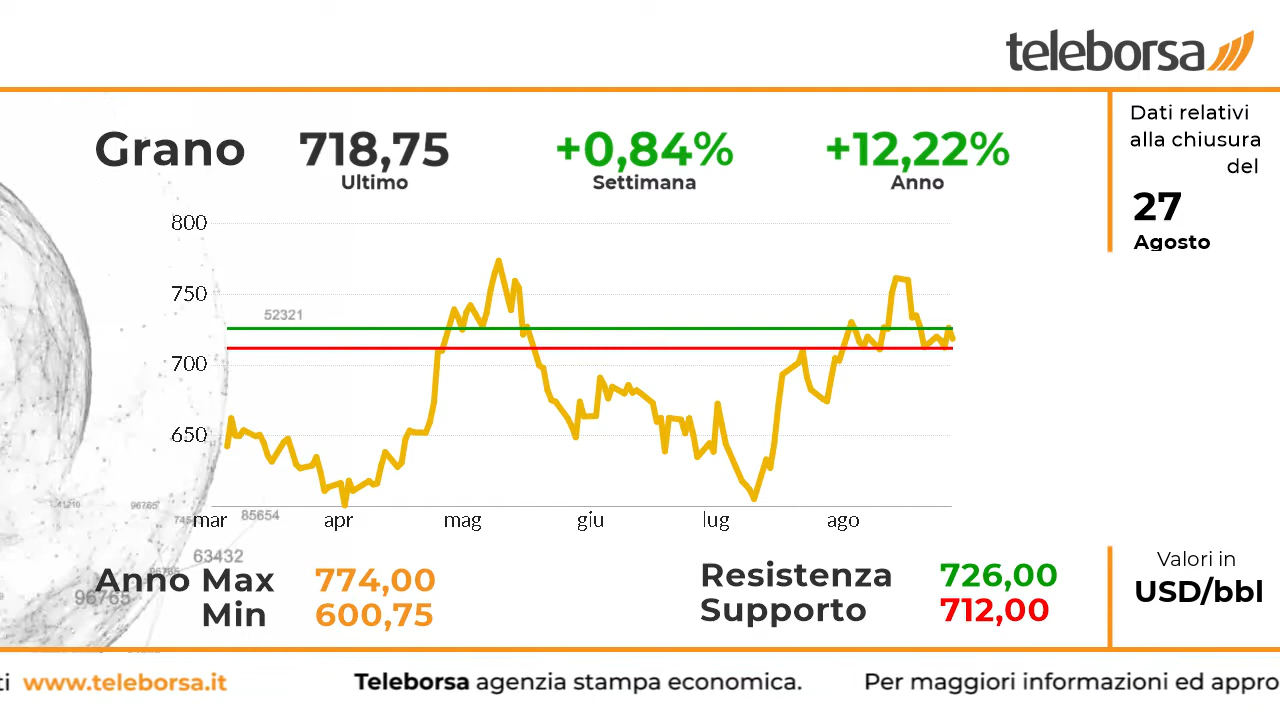 teleborsa
Dati relativi
alla chiusura
del
27
Agosto
Grano 718,75 +0,84% +12,22%
Ultimo Settimana Anno
800
750
52321
700
650
96765
85654
mar apr mag giu lug ago
63432
96765
Anno Max 774,00
Min 600,75
Resistenza 726,00
Supporto 712,00
Valori in
USD/bbl
ti www.teleborsa.it Teleborsa agenzia stampa economica. Per maggiori informazioni ed appro